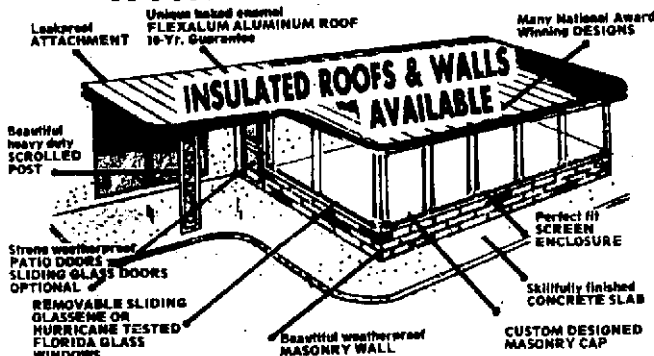 Leakproof
ATTACHMENT
Unique baked enamel
FLEXALUM ALUMINUM ROOF
10-Yr. Guarantee
Many National Award
Winning DESIGNS
INSULATED ROOFS & WALLS
AVAILABLE
Beautiful
heavy duty
SCROLLED
POST
Strong weatherproof
PATIO DOORS
SLIDING GLASS DOORS
OPTIONAL
REMOVABLE SLIDING
GLASSENE OR
HURRICANE TESTED
FLORIDA GLASS
WINDOWS
Beautiful weatherproof
MASONRY WALL
Perfect fit
SCREEN
ENCLOSURE
Skillfully finished
CONCRETE SLAB
CUSTOM DESIGNED
MASONRY CAP